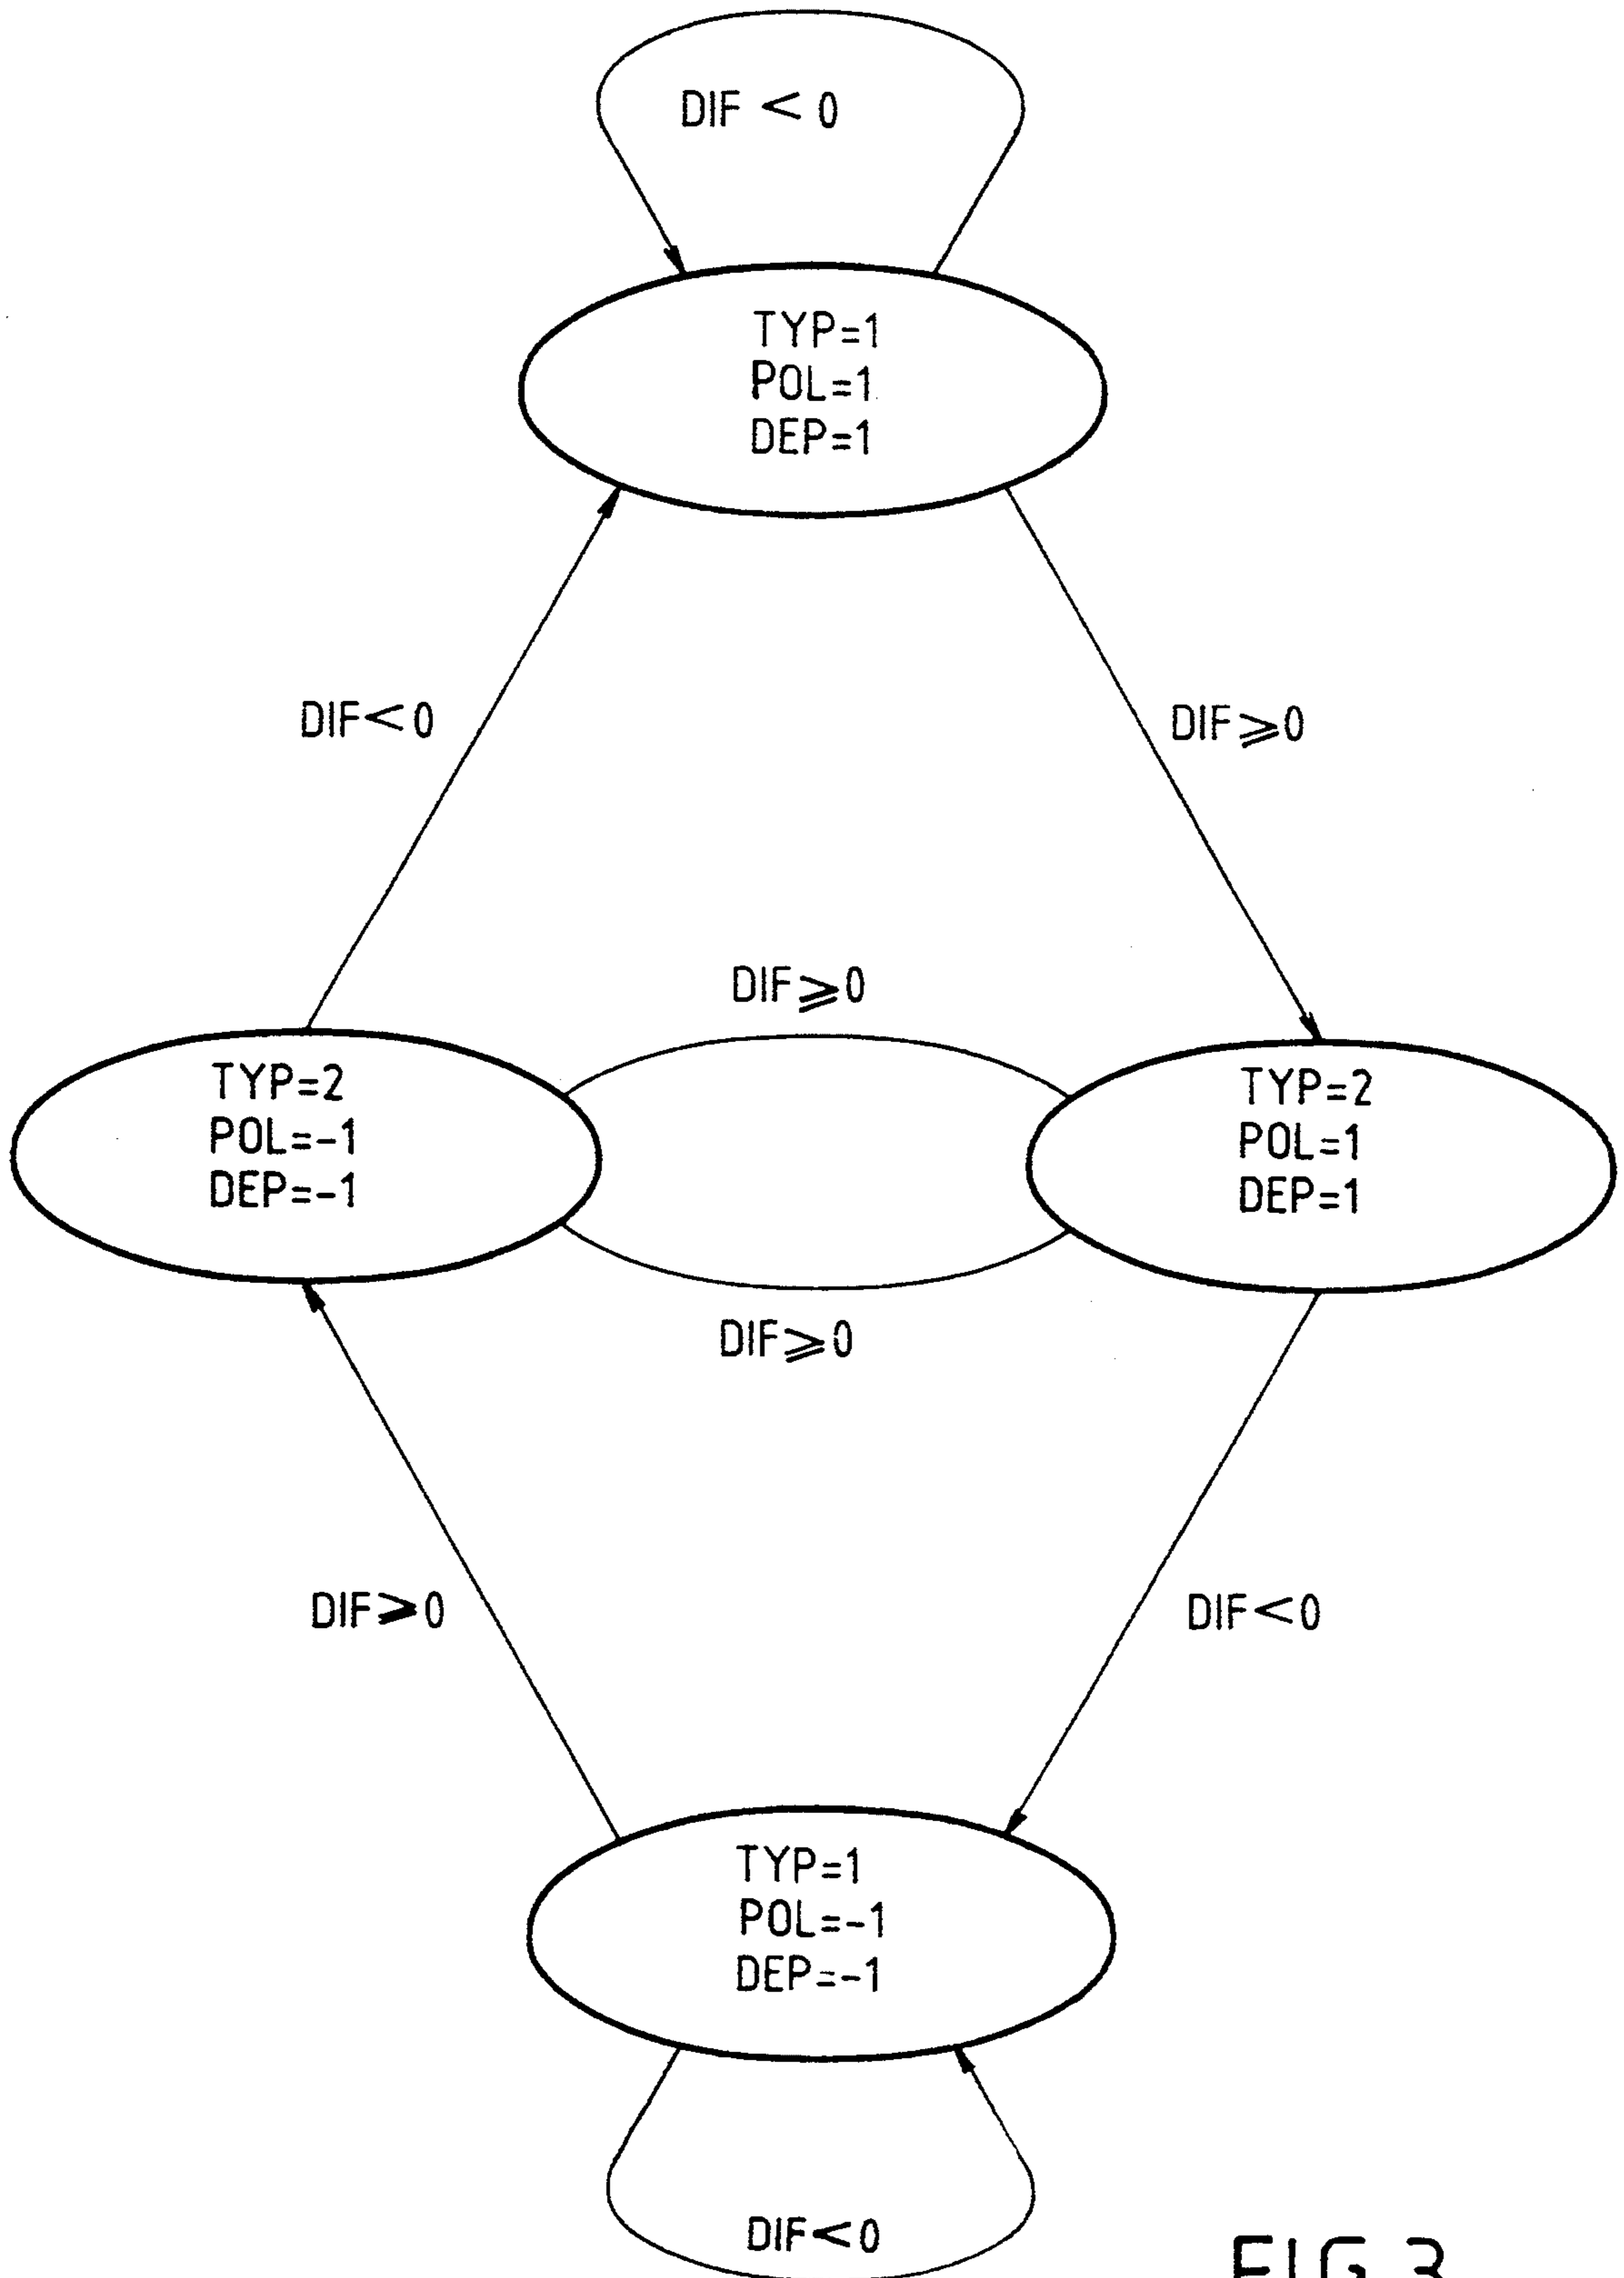 DIF < 0
TYP=1
POL=1
DEP=1
DIF<0
DIF⩾0
DIF⩾0
TYP=2
POL=-1
DEP=-1
TYP=2
POL=1
DEP=1
DIF⩾0
DIF⩾0
DIF<0
TYP=1
POL=-1
DEP=-1
DIF<0
FIG.3